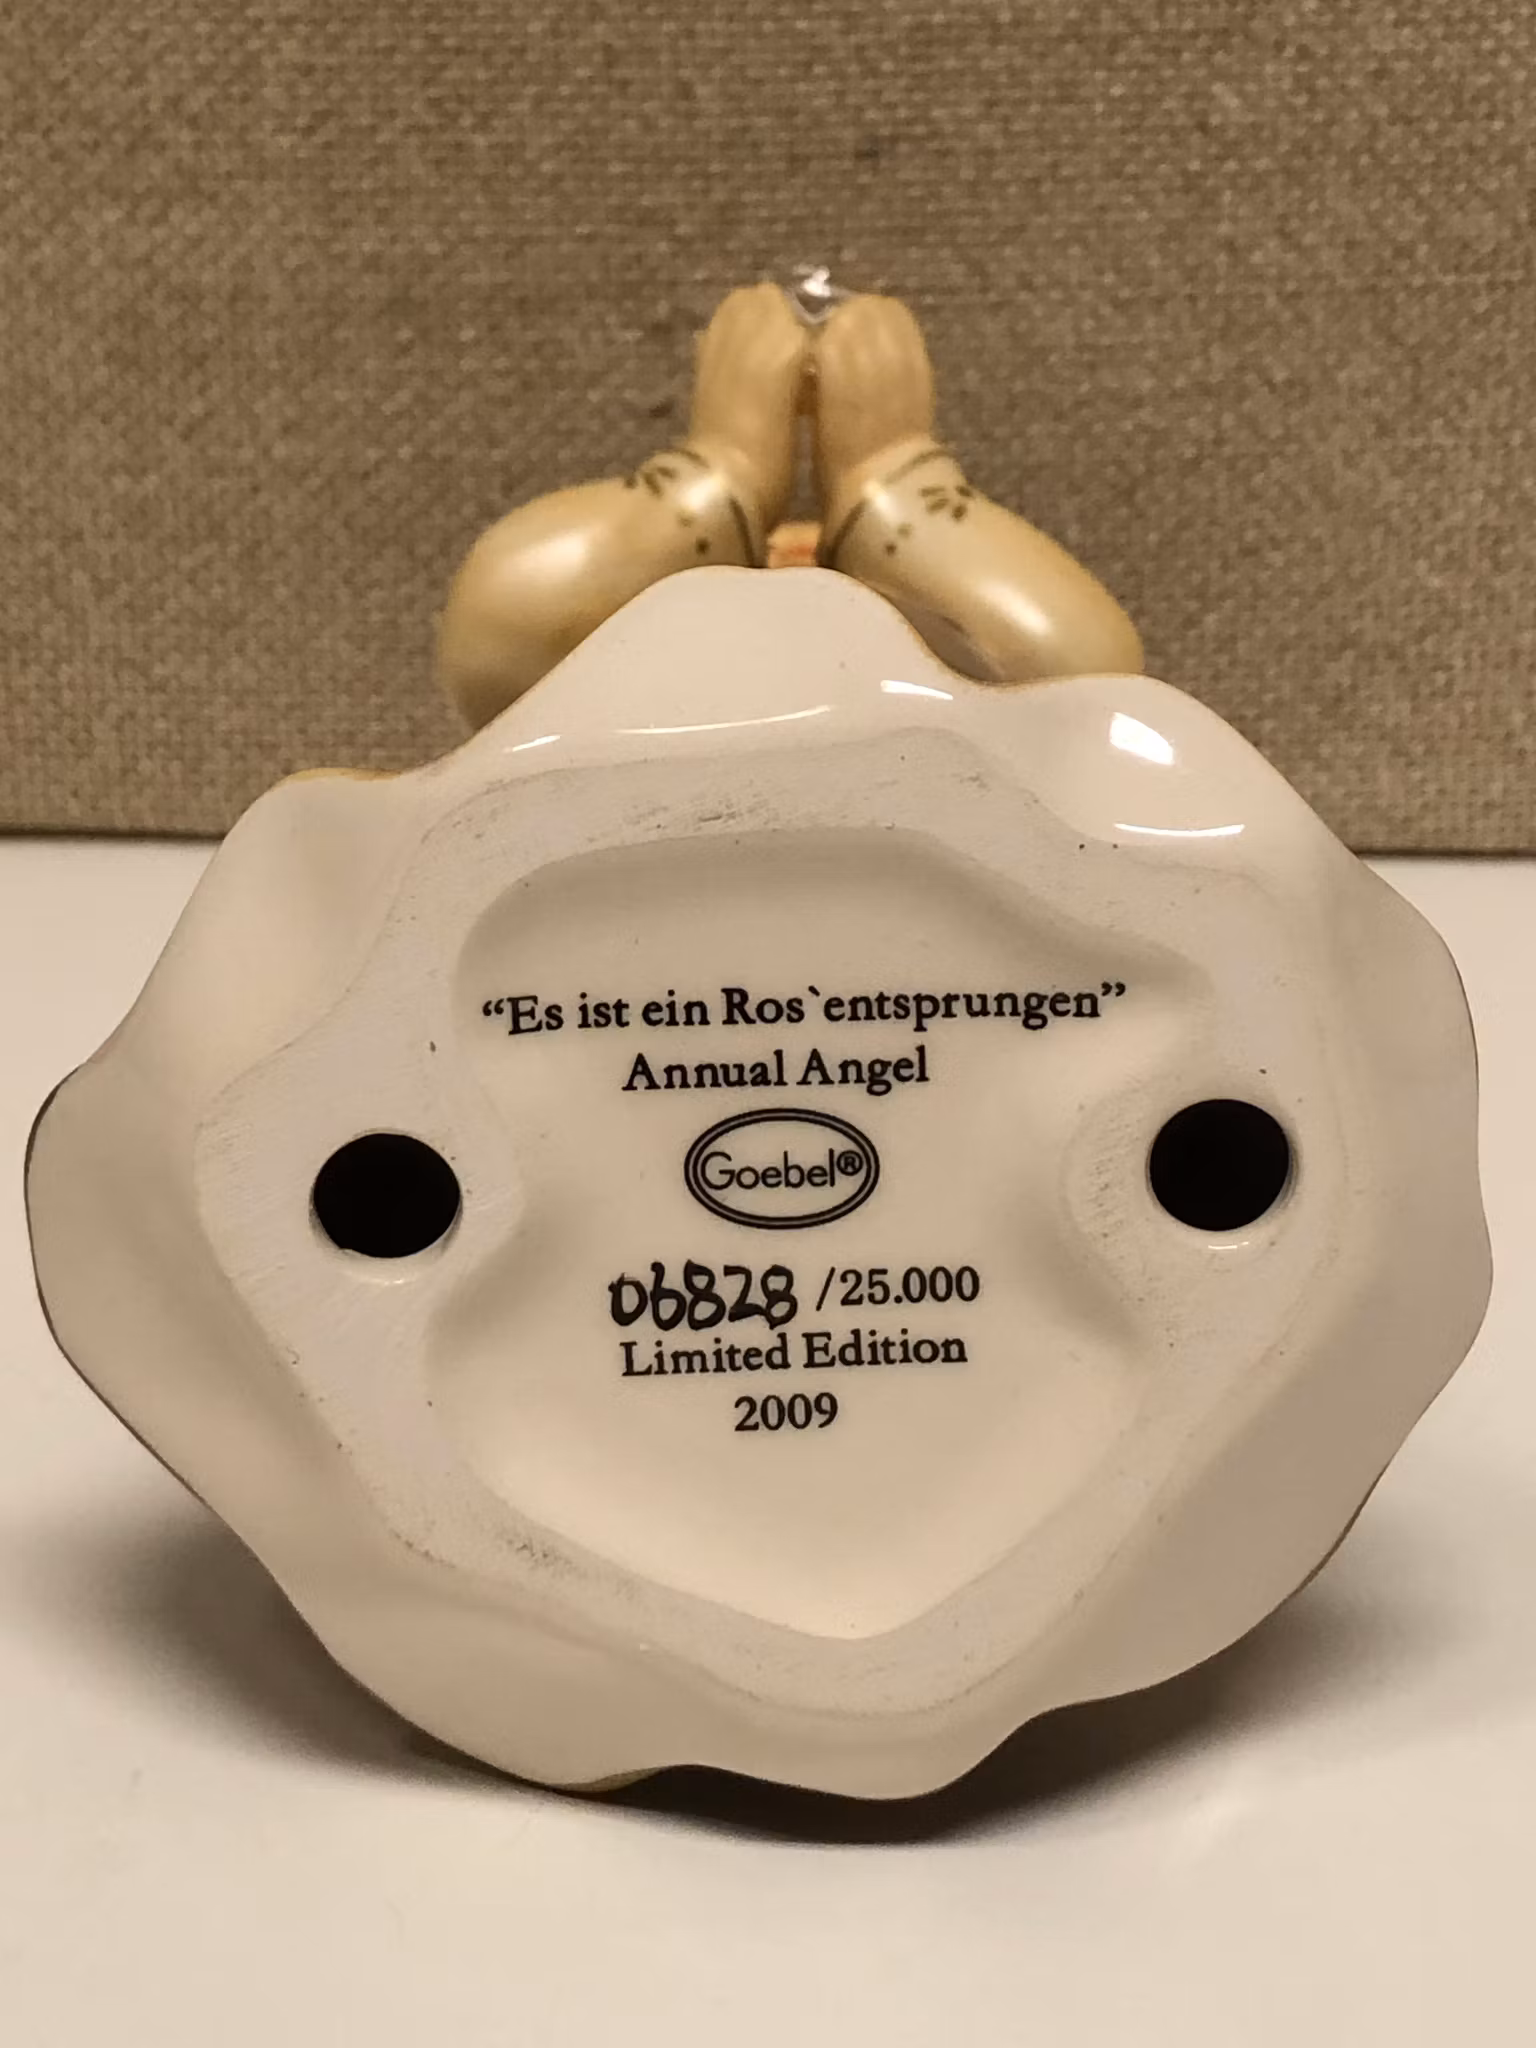 “Es ist ein Ros`entsprungen”
Annual Angel
Goebel®
06828 /25.000
Limited Edition
2009